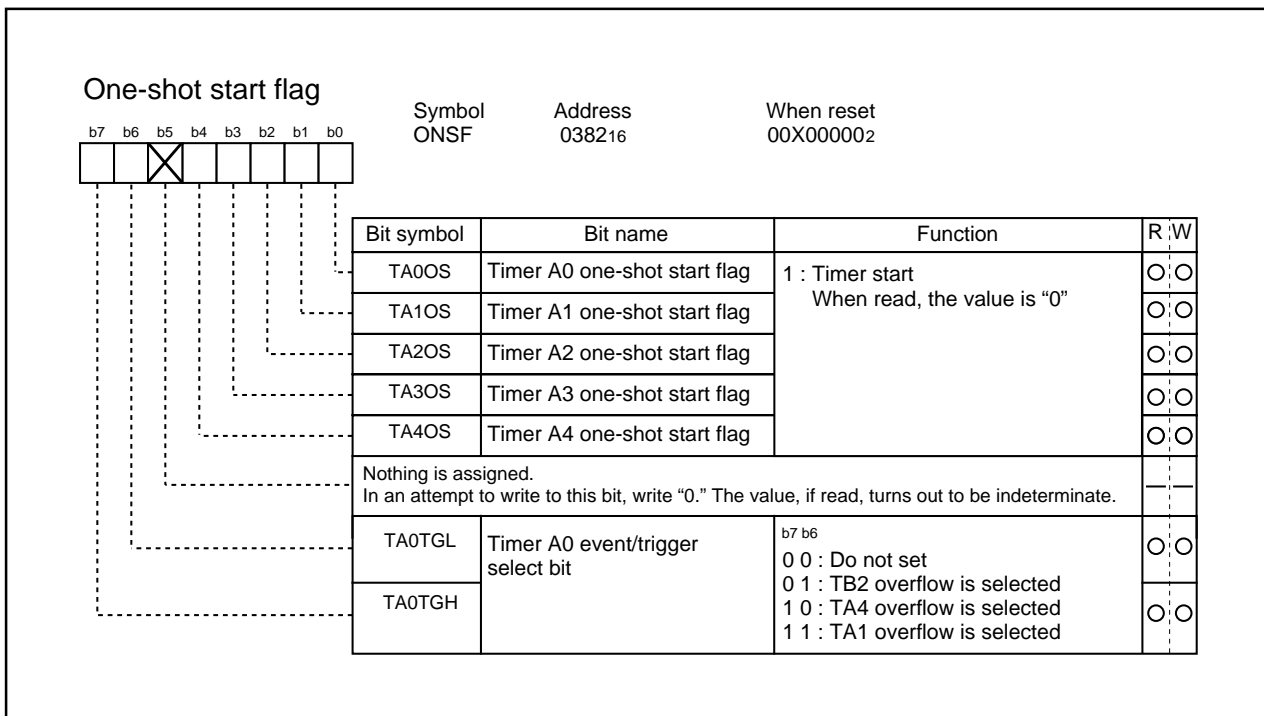 One-shot start flag
Symbol Address When reset
ONSF 038216 00X000002
b7 b6 b5 b4 b3 b2 b1 b0
Bit symbol Bit name Function R W
TA0OS Timer A0 one-shot start flag 1 : Timer start
When read, the value is “0”
TA1OS Timer A1 one-shot start flag
TA2OS Timer A2 one-shot start flag
TA3OS Timer A3 one-shot start flag
TA4OS Timer A4 one-shot start flag
Nothing is assigned.
In an attempt to write to this bit, write “0.” The value, if read, turns out to be indeterminate.
TA0TGL Timer A0 event/trigger
select bit
TA0TGH
b7 b6
0 0 : Do not set
0 1 : TB2 overflow is selected
1 0 : TA4 overflow is selected
1 1 : TA1 overflow is selected